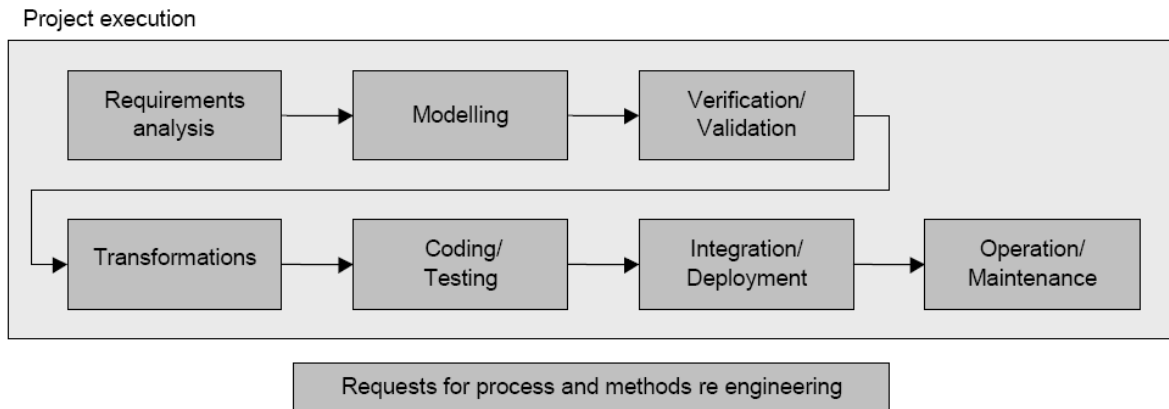 Project execution
Requirements
analysis
Modelling
Verification/
Validation
Transformations
Coding/
Testing
Integration/
Deployment
Operation/
Maintenance
Requests for process and methods re engineering